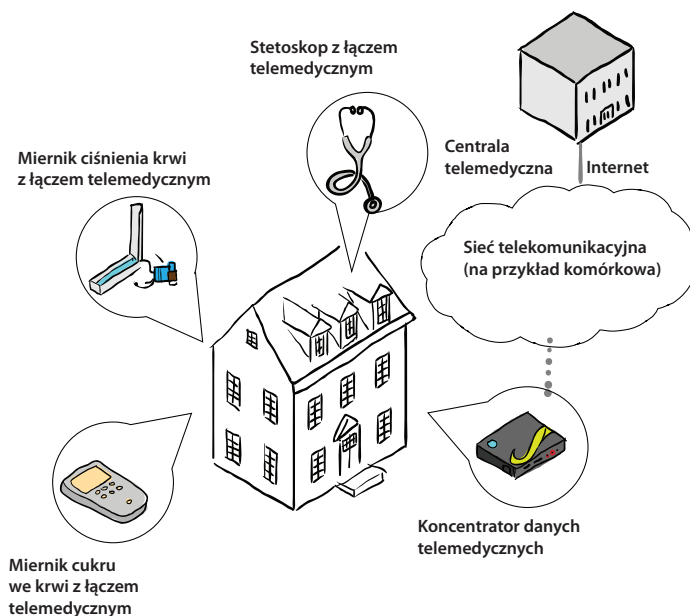 Stetoskop z łączem
telemedycznym
Miernik ciśnienia krwi
z łączem telemedycznym
Centrala
telemedyczna
Internet
Sieć telekomunikacyjna
(na przykład komórkowa)
Koncentrator danych
telemedycznych
Miernik cukru
we krwi z łączem
telemedycznym